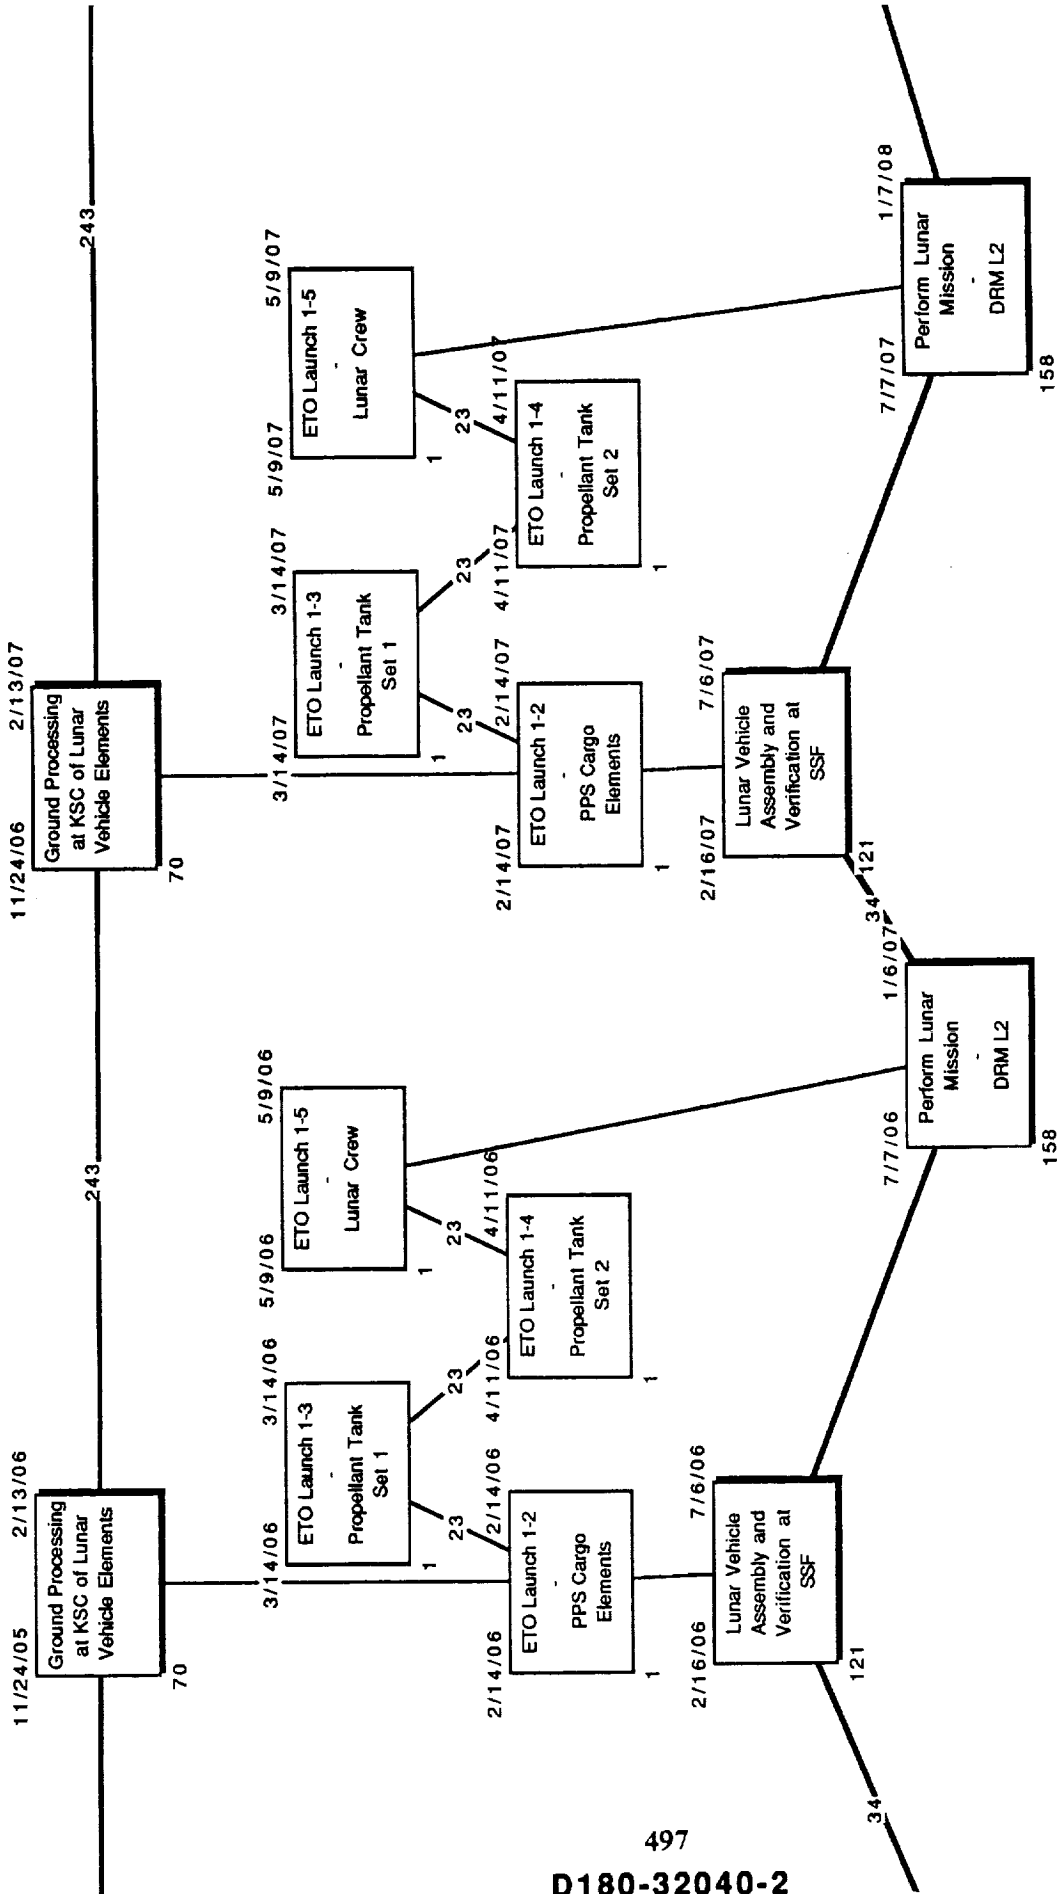 11/24/05
2/13/06
Ground Processing
at KSC of Lunar
Vehicle Elements
70
243
11/24/06
2/13/07
Ground Processing
at KSC of Lunar
Vehicle Elements
70
243
3/14/06
3/14/06
ETO Launch 1-3
-
Propellant Tank
Set 1
1
5/9/06
5/9/06
ETO Launch 1-5
-
Lunar Crew
1
3/14/07
3/14/07
ETO Launch 1-3
-
Propellant Tank
Set 1
1
5/9/07
5/9/07
ETO Launch 1-5
-
Lunar Crew
1
23
23
23
23
23
23
2/14/06
2/14/06
ETO Launch 1-2
-
PPS Cargo
Elements
1
4/11/06
4/11/06
ETO Launch 1-4
-
Propellant Tank
Set 2
1
2/14/07
2/14/07
ETO Launch 1-2
-
PPS Cargo
Elements
1
4/11/07
4/11/07
ETO Launch 1-4
-
Propellant Tank
Set 2
1
2/16/06
7/6/06
Lunar Vehicle
Assembly and
Verification at
SSF
121
34
2/16/07
7/6/07
Lunar Vehicle
Assembly and
Verification at
SSF
121
34
7/7/06
1/6/07
Perform Lunar
Mission
-
DRM L2
158
7/7/07
1/7/08
Perform Lunar
Mission
-
DRM L2
158
497
D180-32040-2